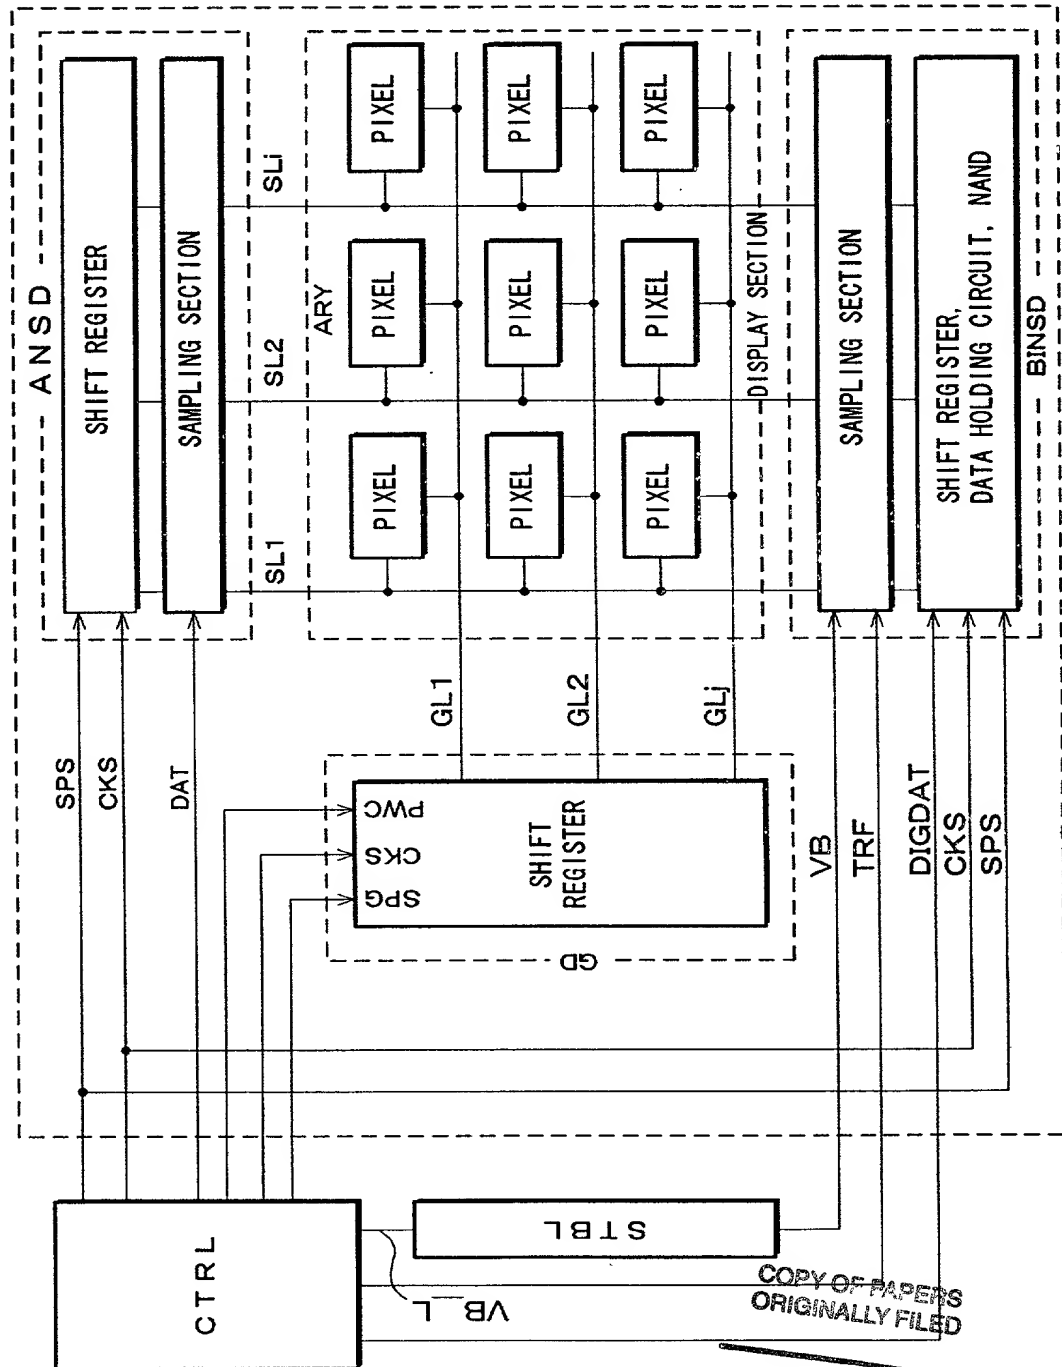 ANSD
SHIFT REGISTER
SAMPLING SECTION
SPS
CKS
DAT
SL1
SL2
SLi
ARY
PIXEL
PIXEL
PIXEL
PIXEL
PIXEL
PIXEL
PIXEL
PIXEL
PIXEL
DISPLAY SECTION
GL1
GL2
GLj
SPG
CKS
PWC
SHIFT
REGISTER
GD
VB
TRF
DIGDAT
CKS
SPS
SAMPLING SECTION
SHIFT REGISTER,
DATA HOLDING CIRCUIT, NAND
BINSD
CTRL
STBL
VB_L
COPY OF PAPERS
ORIGINALLY FILED